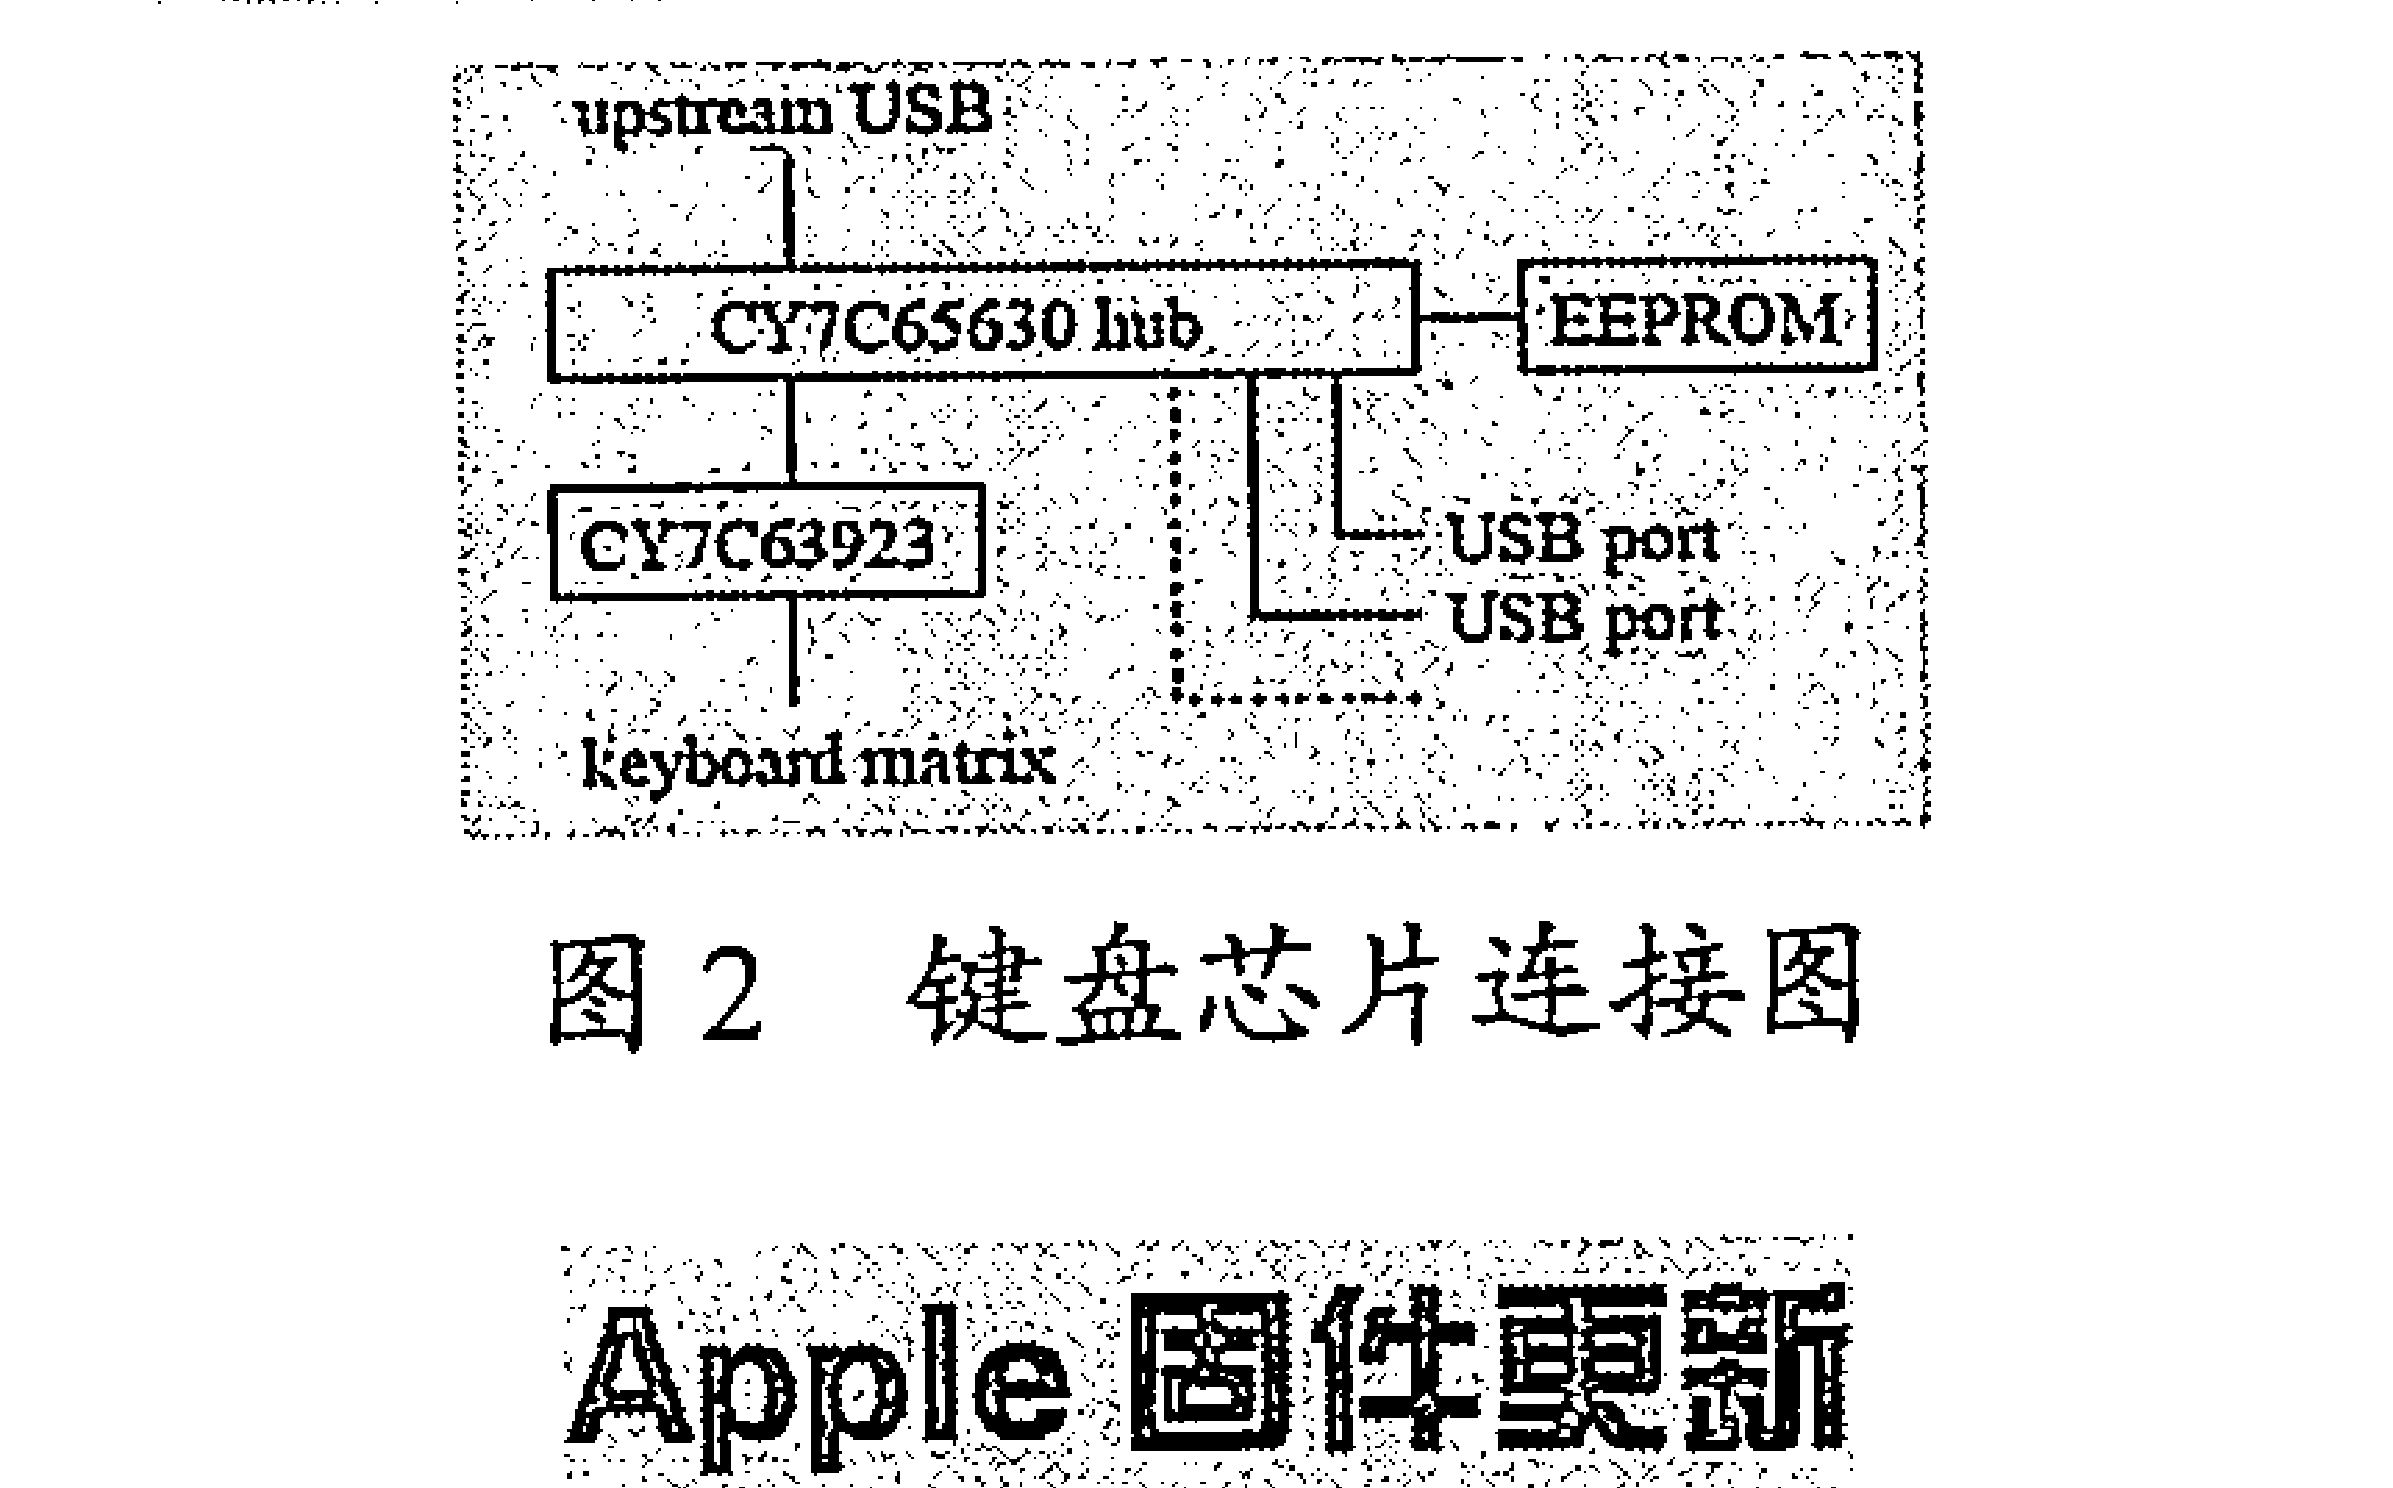 upstream USB
CY7C65630 hub
EEPROM
CY7C63923
USB port
USB port
keyboard matrix
图 2 键盘芯片连接图
Apple 固件更新